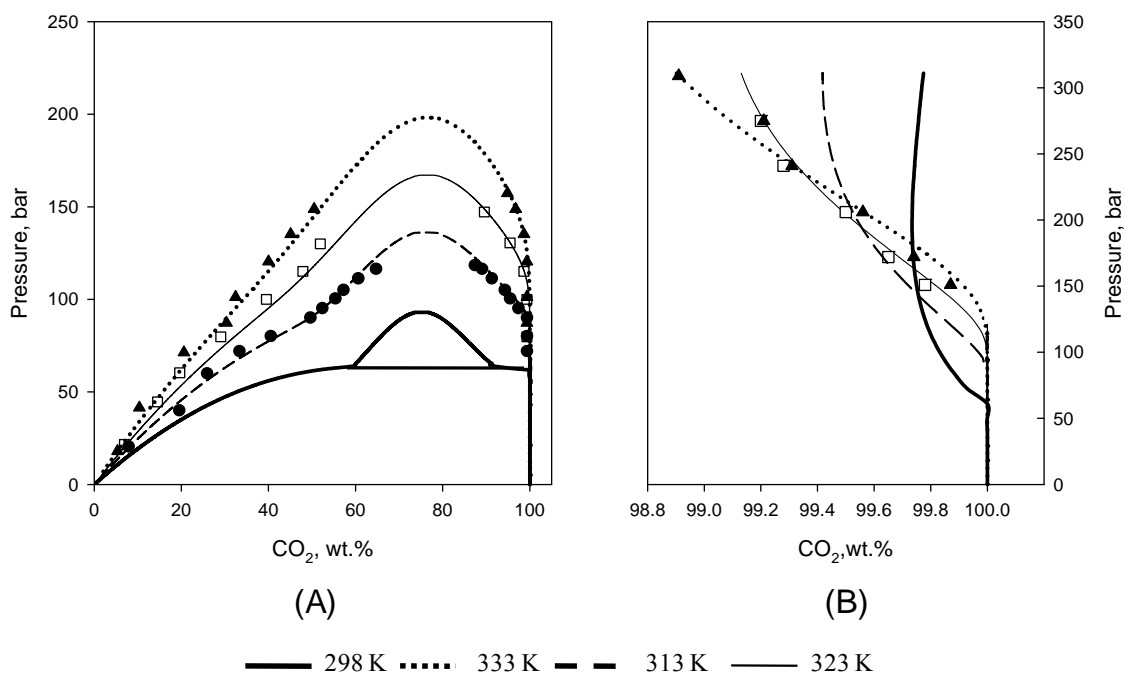 250
200
150
100
50
0
Pressure, bar
0 20 40 60 80 100
CO2, wt.%
(A)
350
300
250
200
150
100
50
0
Pressure, bar
98.8 99.0 99.2 99.4 99.6 99.8 100.0
CO2,wt.%
(B)
298 K 333 K 313 K 323 K